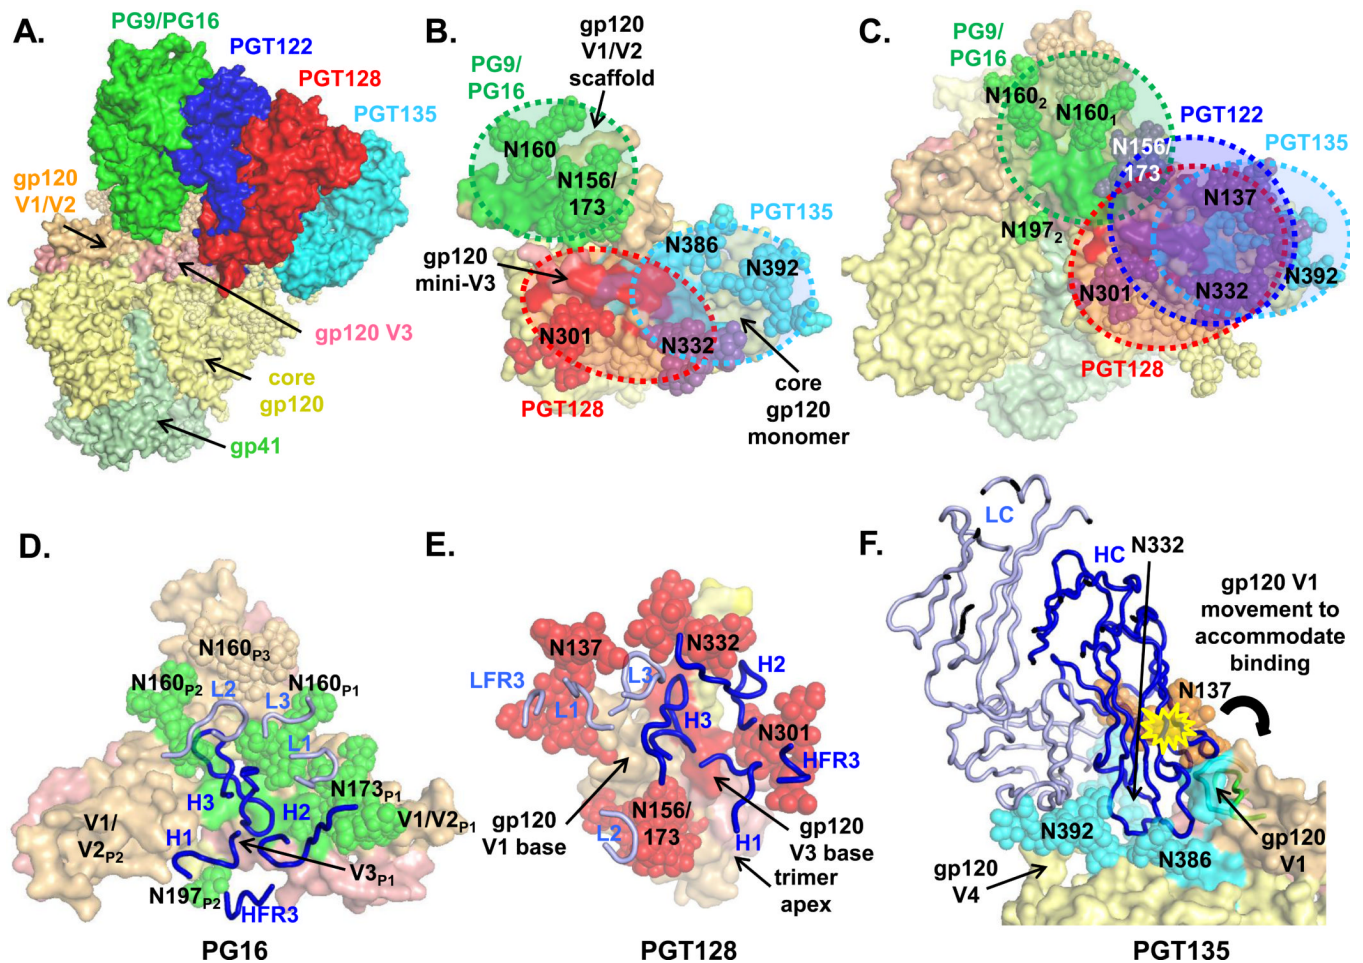 A.
PG9/PG16
PGT122
PGT128
PGT135
gp120
V1/V2
gp120 V3
core
gp120
gp41
B.
PG9/
PG16
gp120
V1/V2
scaffold
N160
N156/
173
PGT135
N386
N392
gp120
mini-V3
N301
N332
PGT128
core
gp120
monomer
C.
PG9/
PG16
N160₂
N160₁
PGT122
PGT135
N156/
173
N137
N197₂
N301
N332
N392
PGT128
D.
N160P3
N160P2
L2
L3
N160P1
L1
H3
H2
N173P1
V1/
V2P2
V1/V2P1
H1
V3P1
N197P2
HFR3
PG16
E.
N137
N332
H2
LFR3
L1
L3
H3
N301
HFR3
N156/
173
L2
H1
gp120
V1 base
gp120
V3 base
trimer
apex
PGT128
F.
LC
N332
HC
gp120 V1
movement to
accommodate
binding
N137
N392
N386
gp120
V1
gp120
V4
PGT135